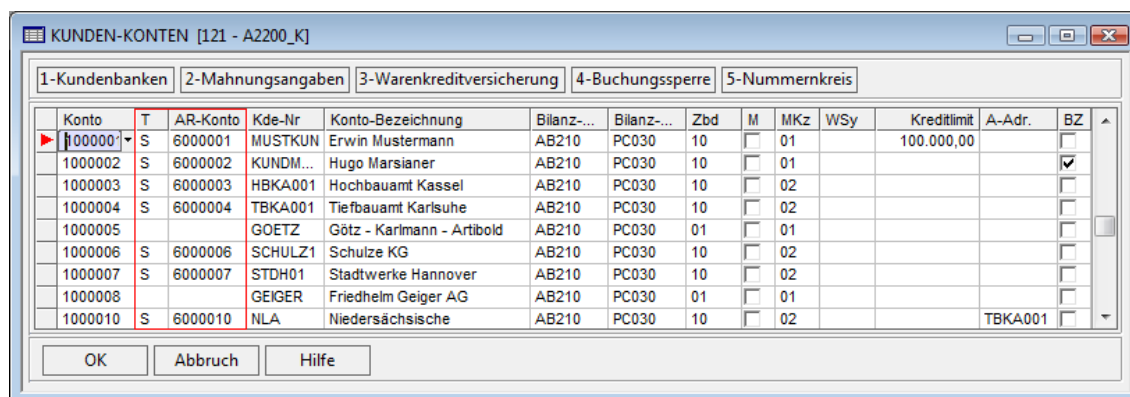 KUNDEN-KONTEN [121 - A2200_K]
1-Kundenbanken 2-Mahnungsangaben 3-Warenkreditversicherung 4-Buchungssperre 5-Nummernkreis
Konto T AR-Konto Kde-Nr Konto-Bezeichnung Bilanz-... Bilanz-... Zbd M MKz WSy Kreditlimit A-Adr. BZ
1000001 S 6000001 MUSTKUN Erwin Mustermann AB210 PC030 10 01 100.000,00
1000002 S 6000002 KUNDM... Hugo Marsianer AB210 PC030 10 01
1000003 S 6000003 HBKA001 Hochbauamt Kassel AB210 PC030 10 02
1000004 S 6000004 TBKA001 Tiefbauamt Karlsuhe AB210 PC030 10 02
1000005 GOETZ Götz - Karlmann - Artibold AB210 PC030 01 01
1000006 S 6000006 SCHULZ1 Schulze KG AB210 PC030 10 02
1000007 S 6000007 STDH01 Stadtwerke Hannover AB210 PC030 10 02
1000008 GEIGER Friedhelm Geiger AG AB210 PC030 01 01
1000010 S 6000010 NLA Niedersächsische AB210 PC030 10 02 TBKA001
OK Abbruch Hilfe